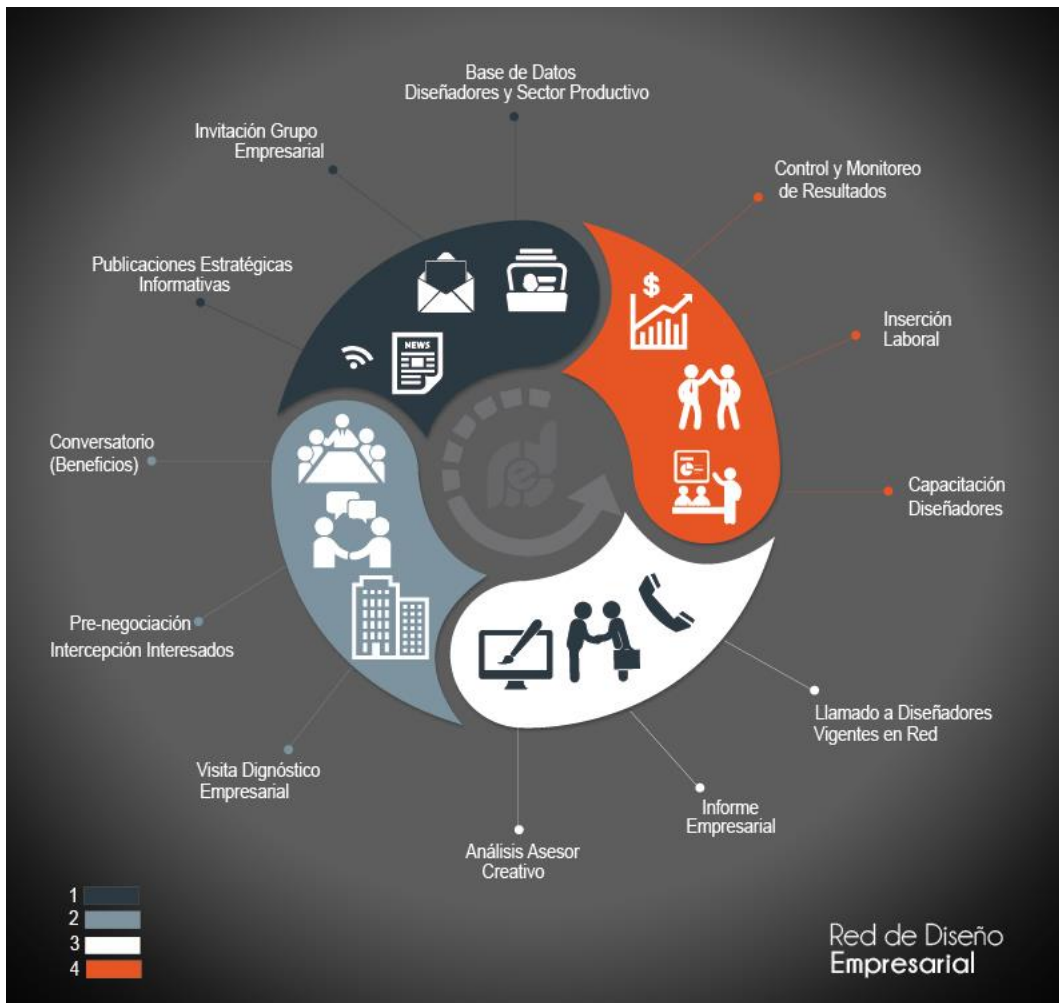 Base de Datos
Diseñadores y Sector Productivo
Invitación Grupo
Empresarial
Control y Monitoreo
de Resultados
Publicaciones Estratégicas
Informativas
NEWS
$
Inserción
Laboral
Conversatorio
(Beneficios)
Capacitación
Diseñadores
Pre-negociación
Intercepción Interesados
Llamado a Diseñadores
Vigentes en Red
Visita Dignóstico
Empresarial
Informe
Empresarial
Análisis Asesor
Creativo
1
2
3
4
Red de Diseño
Empresarial